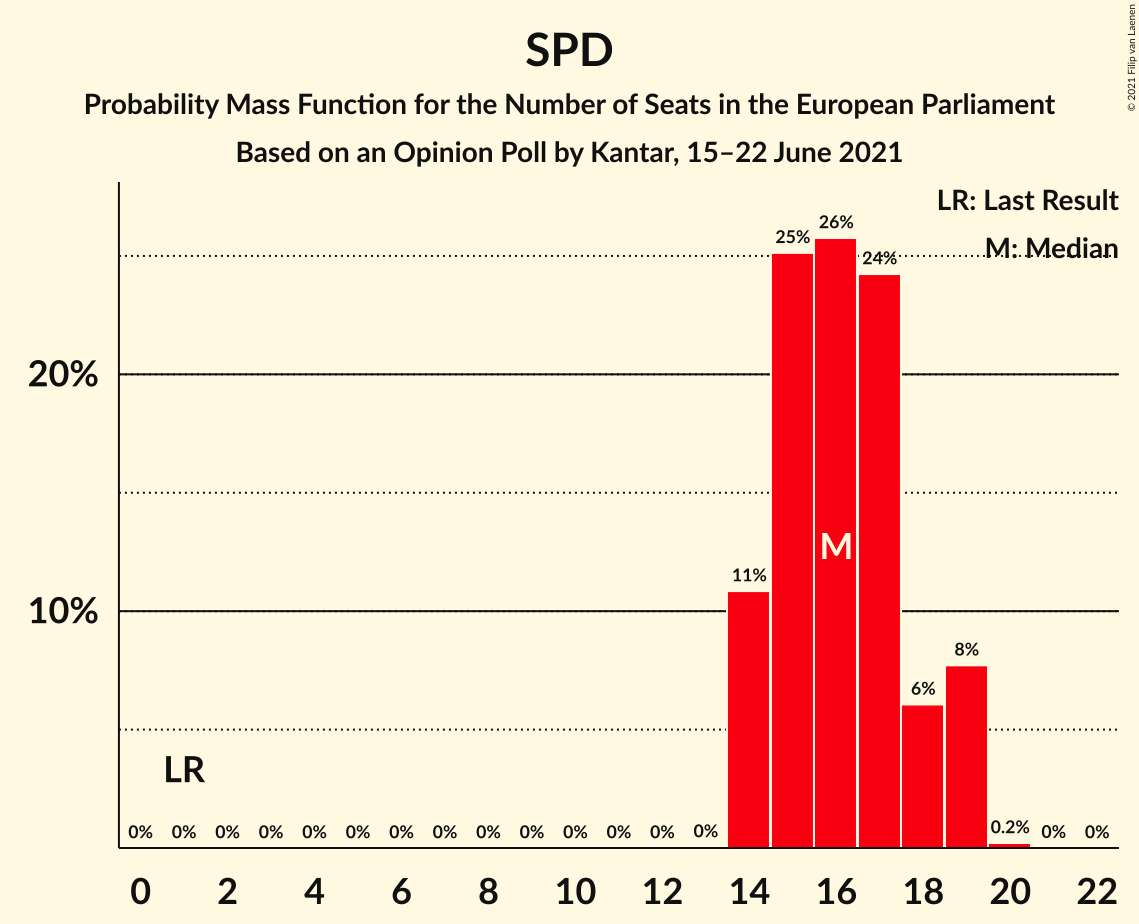 SPD
Probability Mass Function for the Number of Seats in the European Parliament
Based on an Opinion Poll by Kantar, 15–22 June 2021
© 2021 Filip van Laenen
LR: Last Result
M: Median
26%
25%
24%
20%
M
11%
10%
8%
6%
LR
0% 0% 0% 0% 0% 0% 0% 0% 0% 0% 0% 0% 0% 0% 0.2% 0% 0%
0 2 4 6 8 10 12 14 16 18 20 22